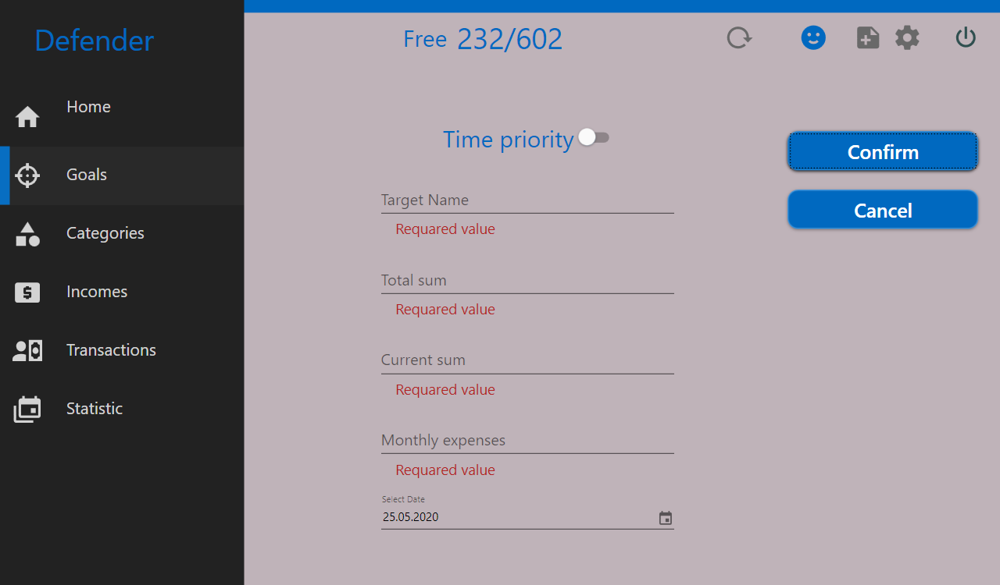 Defender
Home
Goals
Categories
Incomes
Transactions
Statistic
Free 232/602
Time priority
Target Name
Requared value
Total sum
Requared value
Current sum
Requared value
Monthly expenses
Requared value
Select Date
25.05.2020
Confirm
Cancel